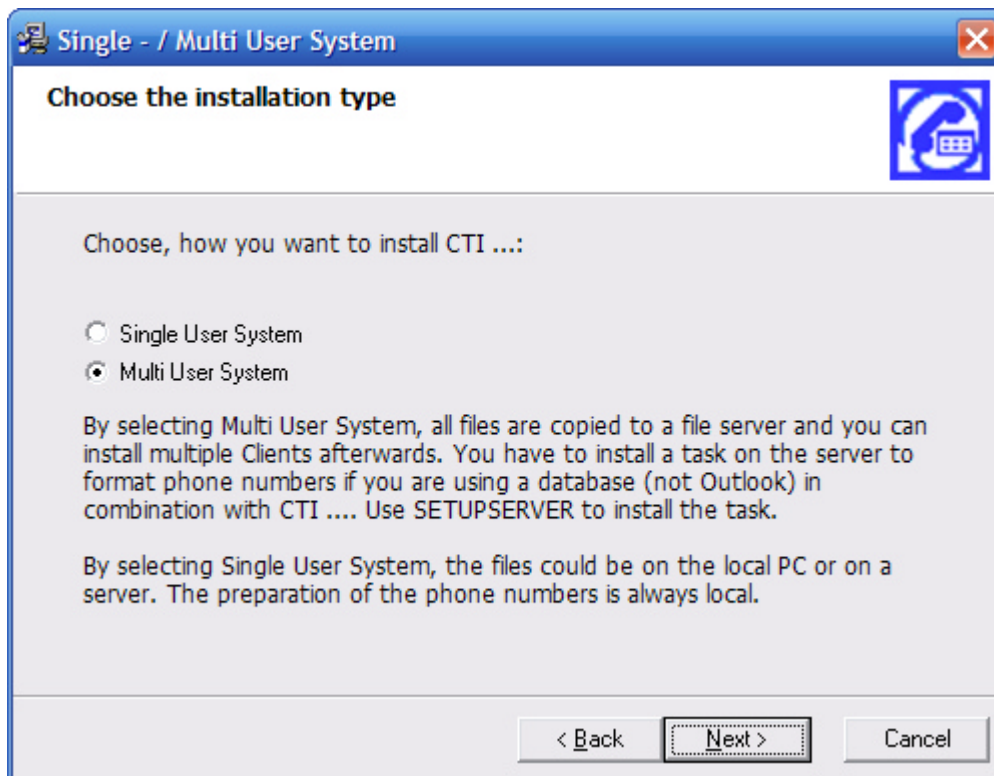 Single - / Multi User System
Choose the installation type
Choose, how you want to install CTI ...:
Single User System
Multi User System
By selecting Multi User System, all files are copied to a file server and you can
install multiple Clients afterwards. You have to install a task on the server to
format phone numbers if you are using a database (not Outlook) in
combination with CTI .... Use SETUPSERVER to install the task.
By selecting Single User System, the files could be on the local PC or on a
server. The preparation of the phone numbers is always local.
< Back
Next >
Cancel